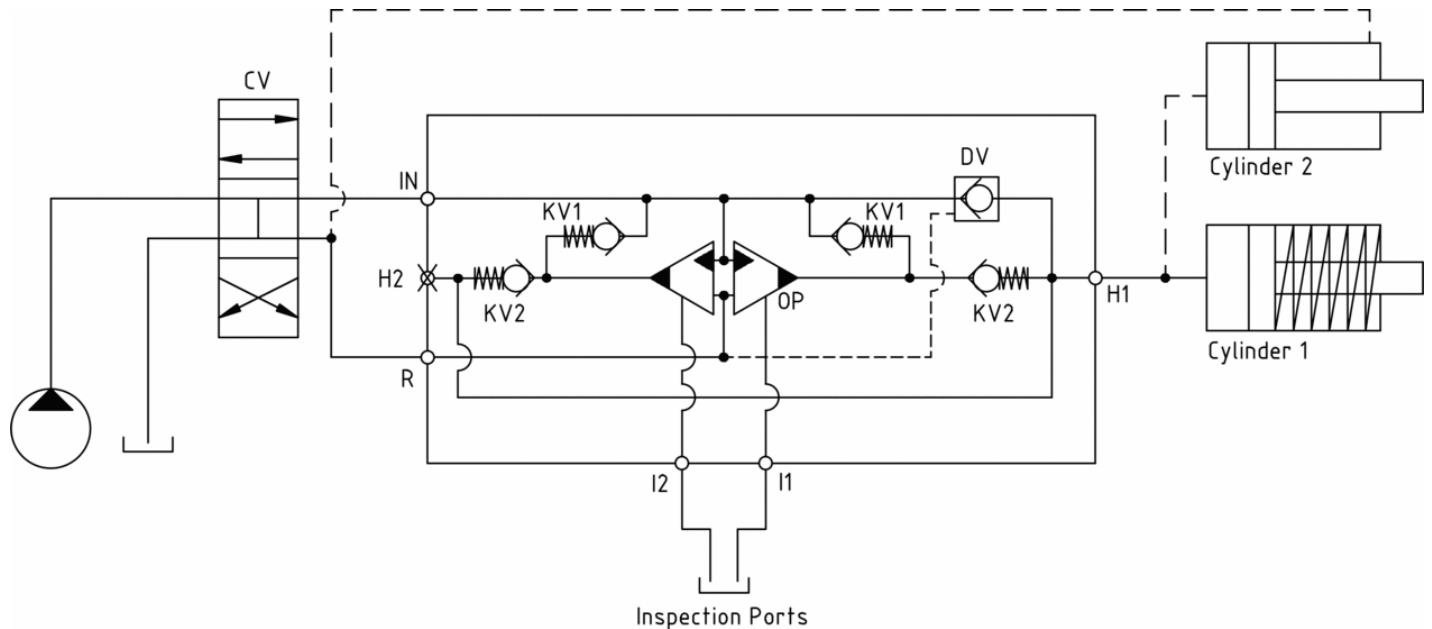 CV
Cylinder 2
DV
IN
KV1
KV1
H2
KV2
OP
KV2
H1
Cylinder 1
R
I2
I1
Inspection Ports